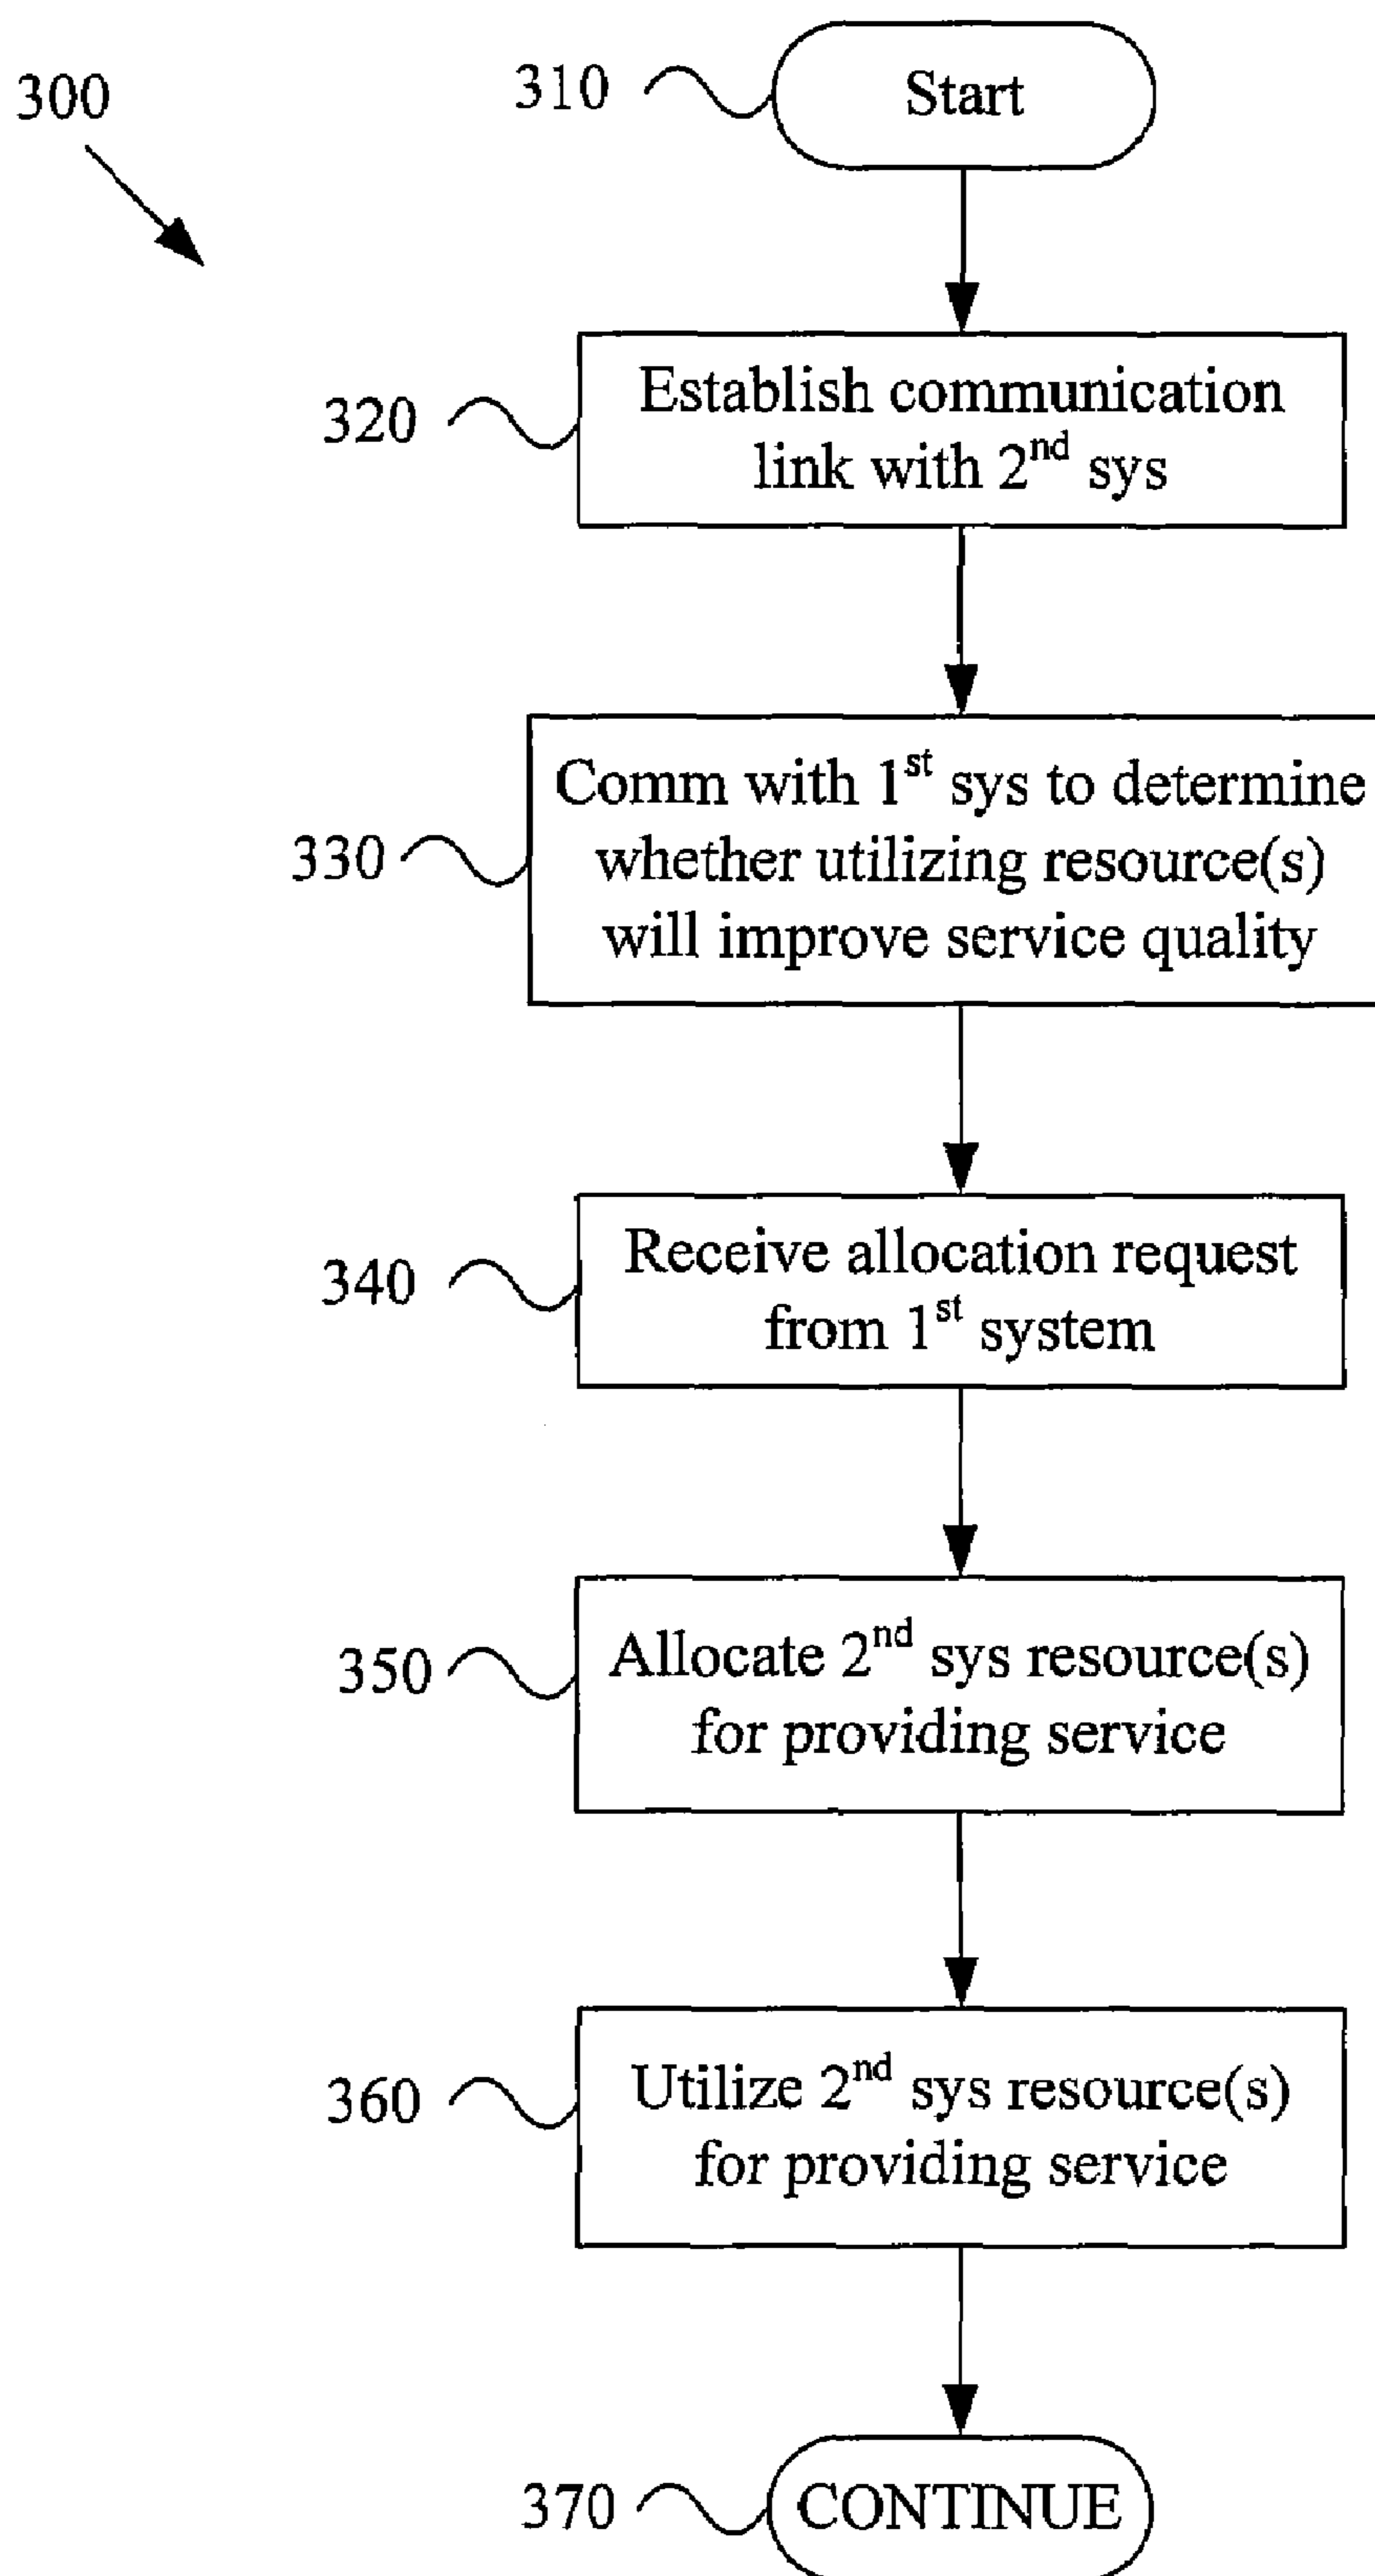 300
310
Start
320
Establish communication
link with 2nd sys
330
Comm with 1st sys to determine
whether utilizing resource(s)
will improve service quality
340
Receive allocation request
from 1st system
350
Allocate 2nd sys resource(s)
for providing service
360
Utilize 2nd sys resource(s)
for providing service
370
CONTINUE